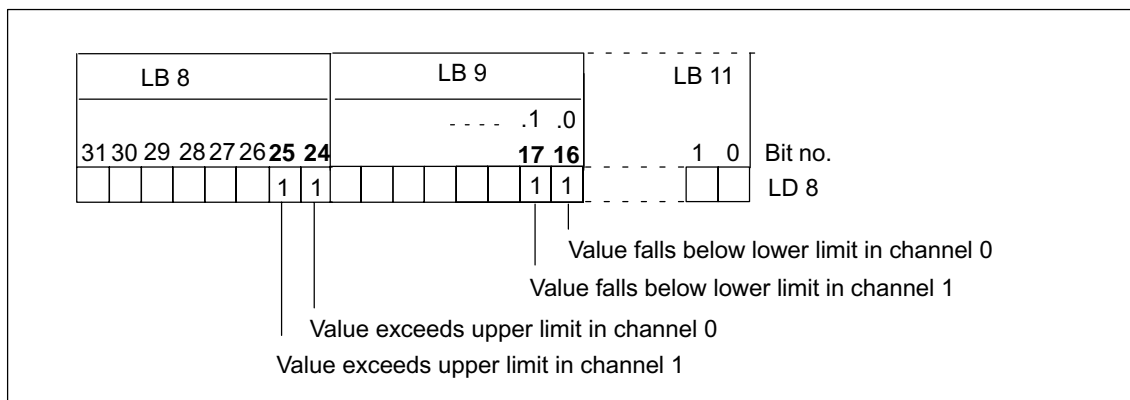 LB 8 LB 9 LB 11
- - - - .1 .0
31 30 29 28 27 26 25 24 17 16 1 0 Bit no.
1 1 1 1 LD 8
Value falls below lower limit in channel 0
Value falls below lower limit in channel 1
Value exceeds upper limit in channel 0
Value exceeds upper limit in channel 1